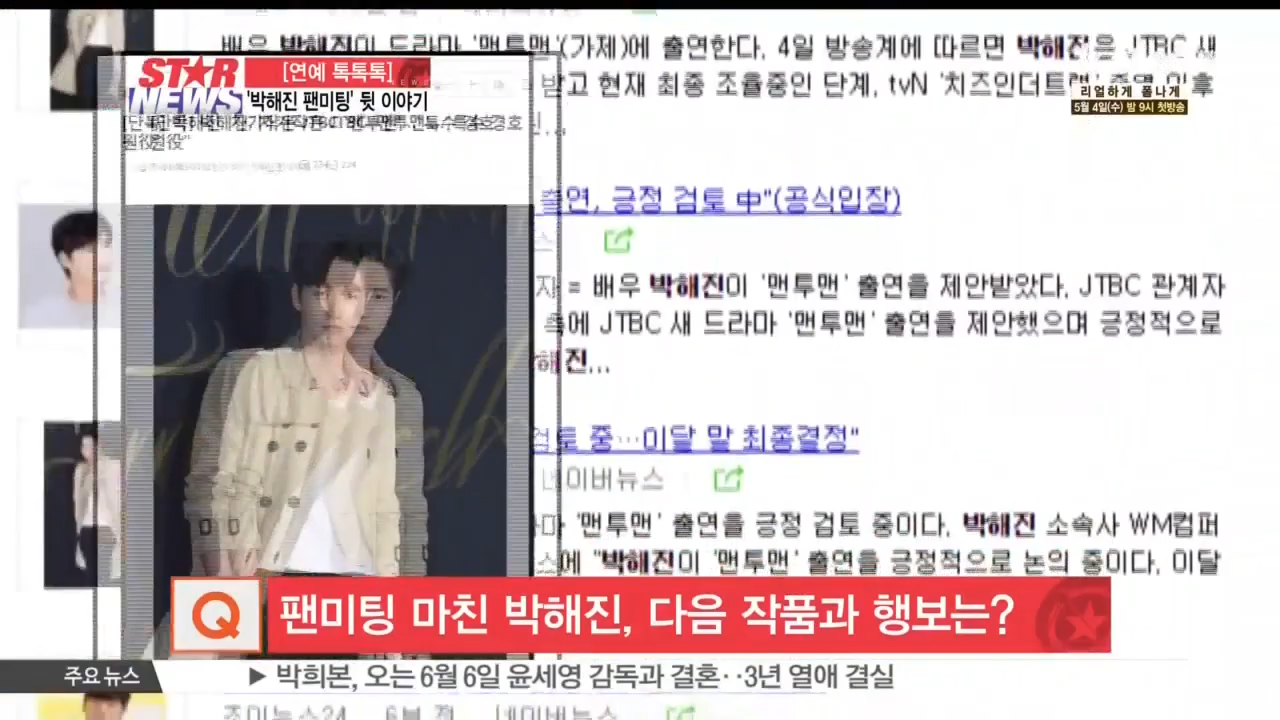 배우 박해진이 드라마 '맨투맨'(가제)에 출연한다. 4일 방송계에 따르면 박해진은 JTBC 새
STAR NEWS
[연예 톡톡톡]
'박해진 팬미팅' 뒷 이야기
받고 현재 최종 조율중인 단계, tvN '치즈인더트랩' 출연 이후
리얼하게 폼나게
5월 4일(수) 밤 9시 첫방송
출연, 긍정 검토 中"(공식입장)
= 배우 박해진이 '맨투맨' 출연을 제안받았다. JTBC 관계자
측에 JTBC 새 드라마 '맨투맨' 출연을 제안했으며 긍정적으로
해진...
검토 중…이달 말 최종결정"
네이버뉴스
'맨투맨' 출연을 긍정 검토 중이다. 박해진 소속사 WM컴퍼
"박해진이 '맨투맨' 출연을 긍정적으로 논의 중이다. 이달
Q 팬미팅 마친 박해진, 다음 작품과 행보는?
주요뉴스 ▶ 박희본, 오는 6월 6일 윤세영 감독과 결혼··3년 열애 결실